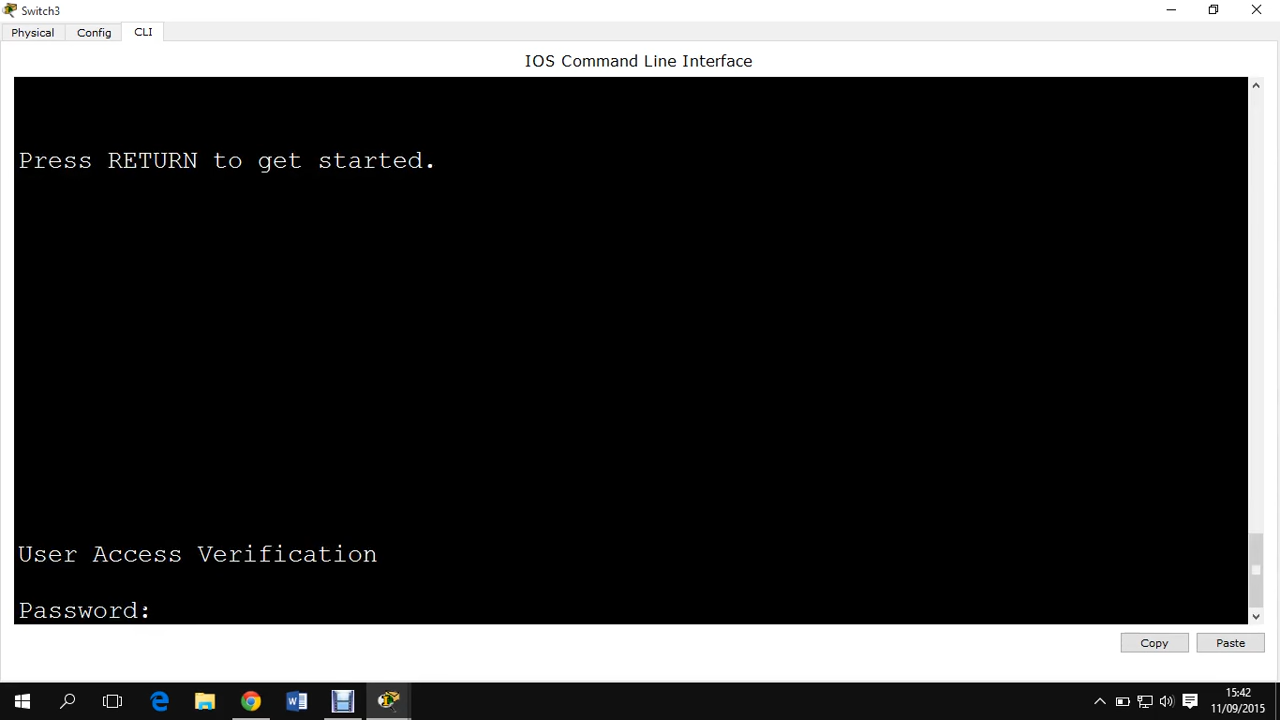 Switch3
Physical Config CLI
IOS Command Line Interface
Press RETURN to get started.
User Access Verification
Password:
Copy Paste
15:42
11/09/2015